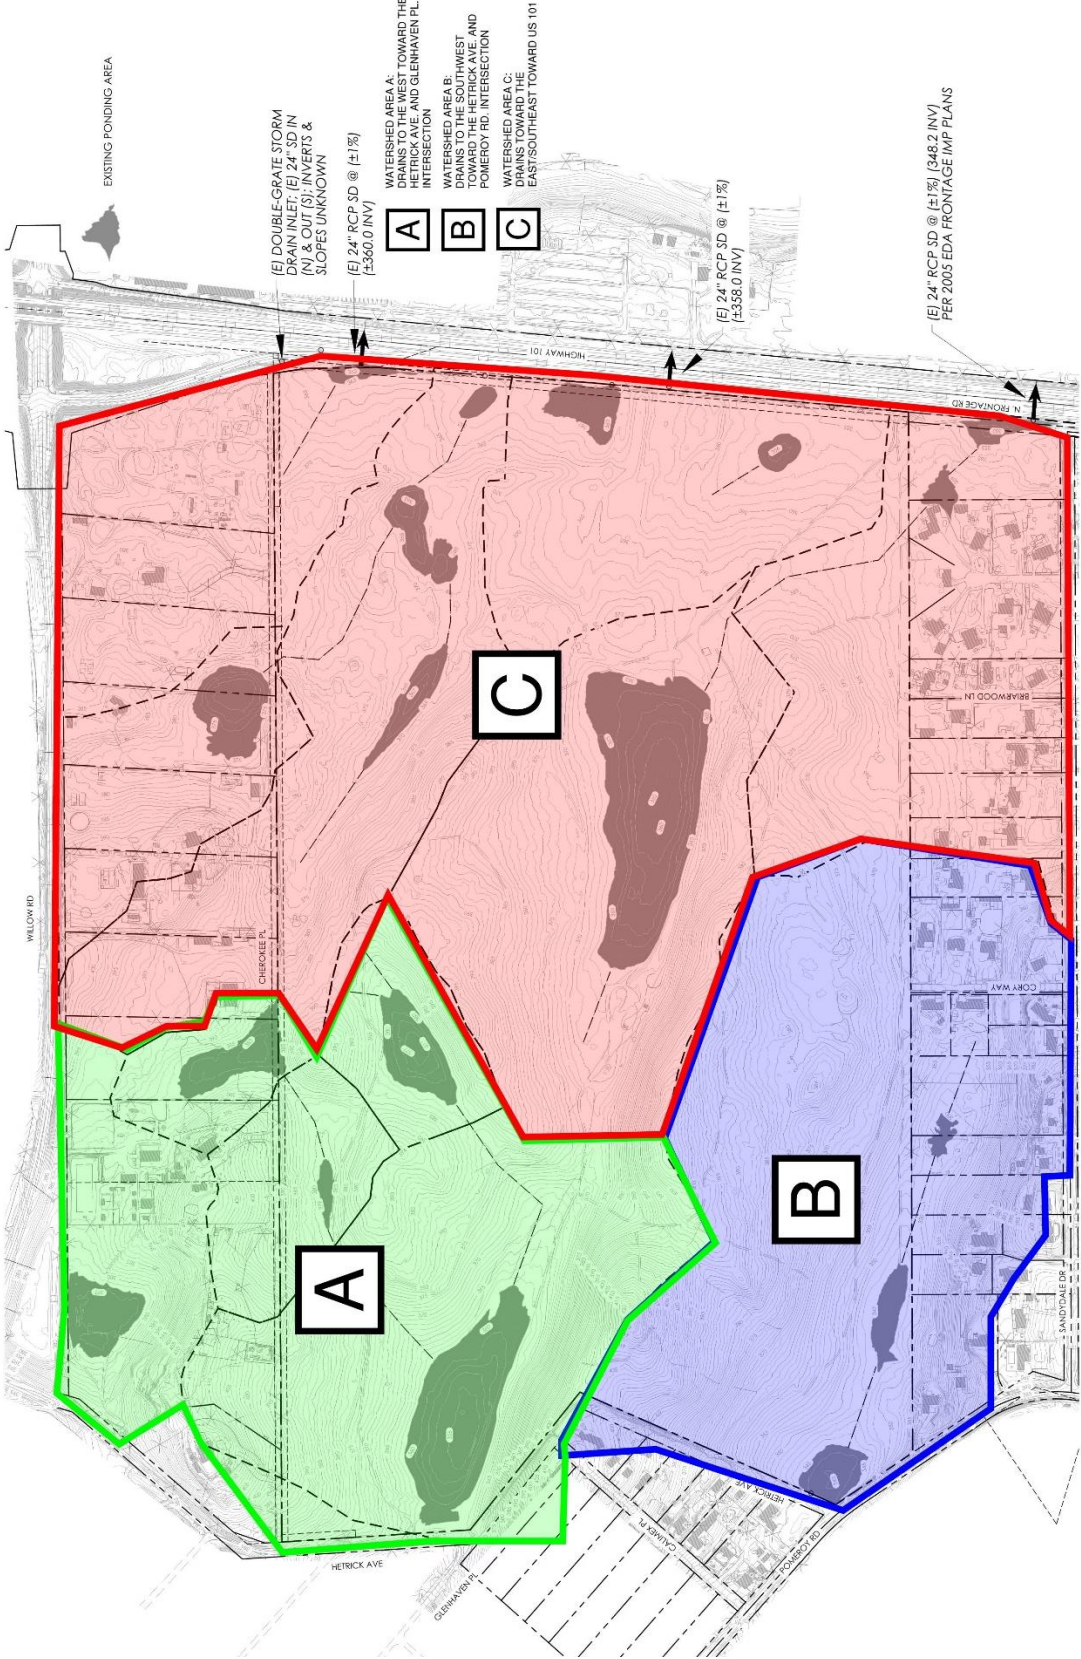 EXISTING PONDING AREA
(E) DOUBLE-GRATE STORM
DRAIN INLET; (E) 24" SD IN
(N) & OUT (S); INVERTS &
SLOPES UNKNOWN
(E) 24" RCP SD @ (±1%)
(±360.0 INV)
A
WATERSHED AREA A:
DRAINS TO THE WEST TOWARD THE
HETRICK AVE. AND GLENHAVEN PL.
INTERSECTION
B
WATERSHED AREA B:
DRAINS TO THE SOUTHWEST
TOWARD THE HETRICK AVE. AND
POMEROY RD. INTERSECTION
C
WATERSHED AREA C:
DRAINS TOWARD THE
EAST/SOUTHEAST TOWARD US 101
(E) 24" RCP SD @ (±1%)
(±358.0 INV)
(E) 24" RCP SD @ (±1%) (348.2 INV)
PER 2005 EDA FRONTAGE IMP PLANS
WILLOW RD
HIGHWAY 101
N. FRONTAGE RD
CHEROKEE PL
C
BRIARWOOD LN
CORY WAY
A
B
SANDYDALE DR
HETRICK AVE
GLENHAVEN PL
CALIMEX PL
HETRICK AVE
POMEROY RD